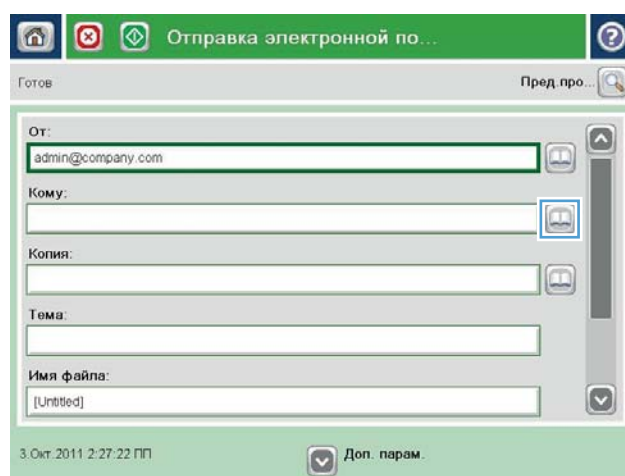 Отправка электронной по...
Готов
Пред.про...
От:
admin@company.com
Кому:
Копия:
Тема:
Имя файла:
[Untitled]
3.Окт.2011 2:27:22 ПП
Доп. парам.